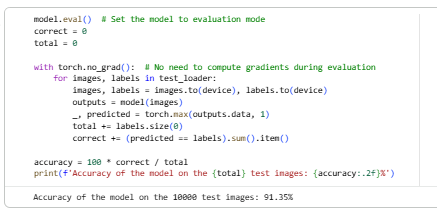 model.eval()  # Set the model to evaluation mode
correct = 0
total = 0
with torch.no_grad():  # No need to compute gradients during evaluation
    for images, labels in test_loader:
        images, labels = images.to(device), labels.to(device)
        outputs = model(images)
        _, predicted = torch.max(outputs.data, 1)
        total += labels.size(0)
        correct += (predicted == labels).sum().item()
accuracy = 100 * correct / total
print(f'Accuracy of the model on the {total} test images: {accuracy:.2f}%')
Accuracy of the model on the 10000 test images: 91.35%